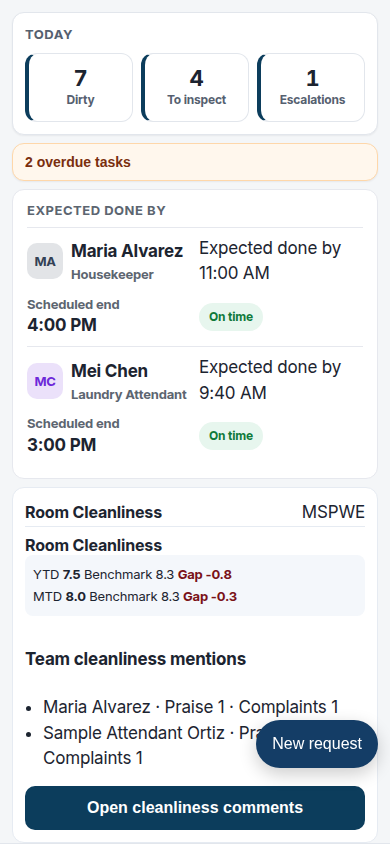 TODAY
7
Dirty
4
To inspect
1
Escalations
2 overdue tasks
EXPECTED DONE BY
MA
Maria Alvarez
Housekeeper
Expected done by
11:00 AM
Scheduled end
4:00 PM
On time
MC
Mei Chen
Laundry Attendant
Expected done by
9:40 AM
Scheduled end
3:00 PM
On time
Room Cleanliness
MSPWE
Room Cleanliness
YTD 7.5 Benchmark 8.3 Gap -0.8
MTD 8.0 Benchmark 8.3 Gap -0.3
Team cleanliness mentions
• Maria Alvarez · Praise 1 · Complaints 1
• Sample Attendant Ortiz ·
Complaints 1
New request
Open cleanliness comments